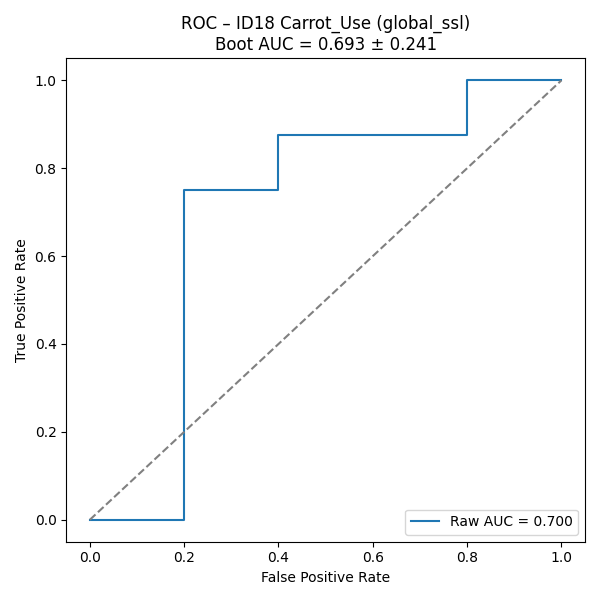 ROC – ID18 Carrot_Use (global_ssl)
Boot AUC = 0.693 ± 0.241
True Positive Rate
1.0
0.8
0.6
0.4
0.2
0.0
Raw AUC = 0.700
0.0 0.2 0.4 0.6 0.8 1.0
False Positive Rate